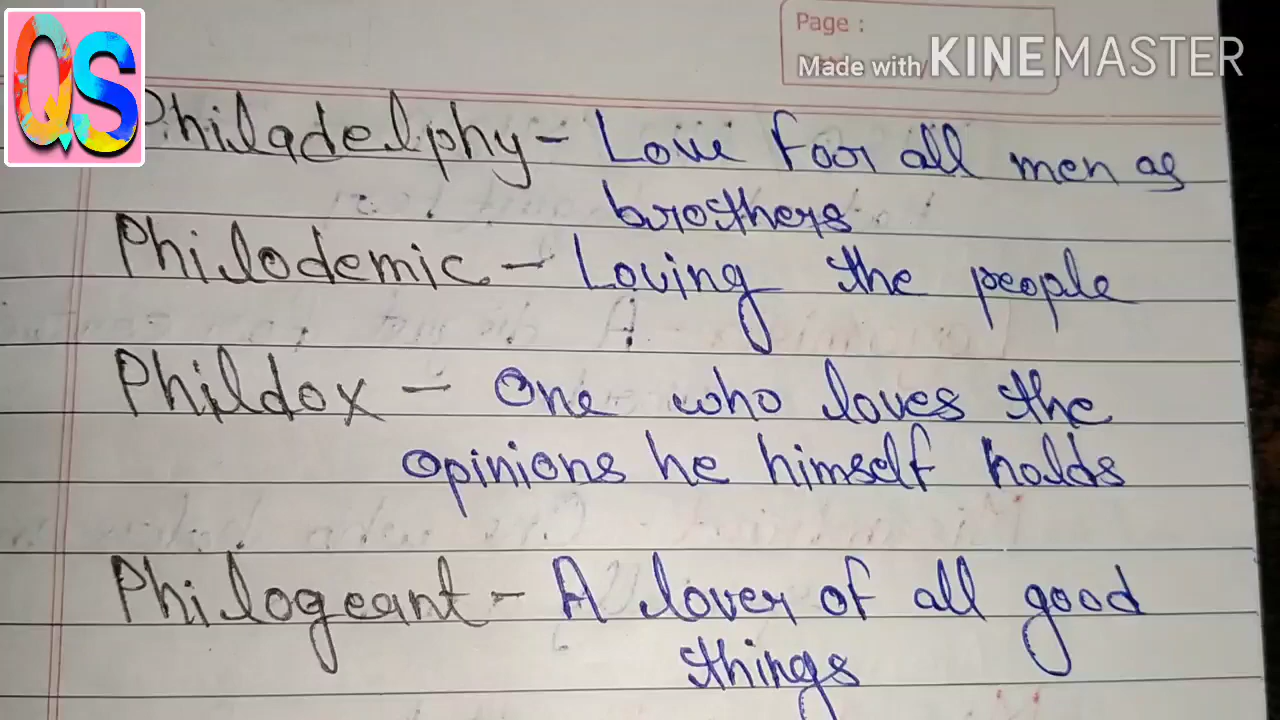 QS
Page :
Made with KINEMASTER
Philadelphy - Love for all men as
brothers
Philodemic - Loving the people
Phildox - One who loves the
opinions he himself holds
Philogeant - A lover of all good
things